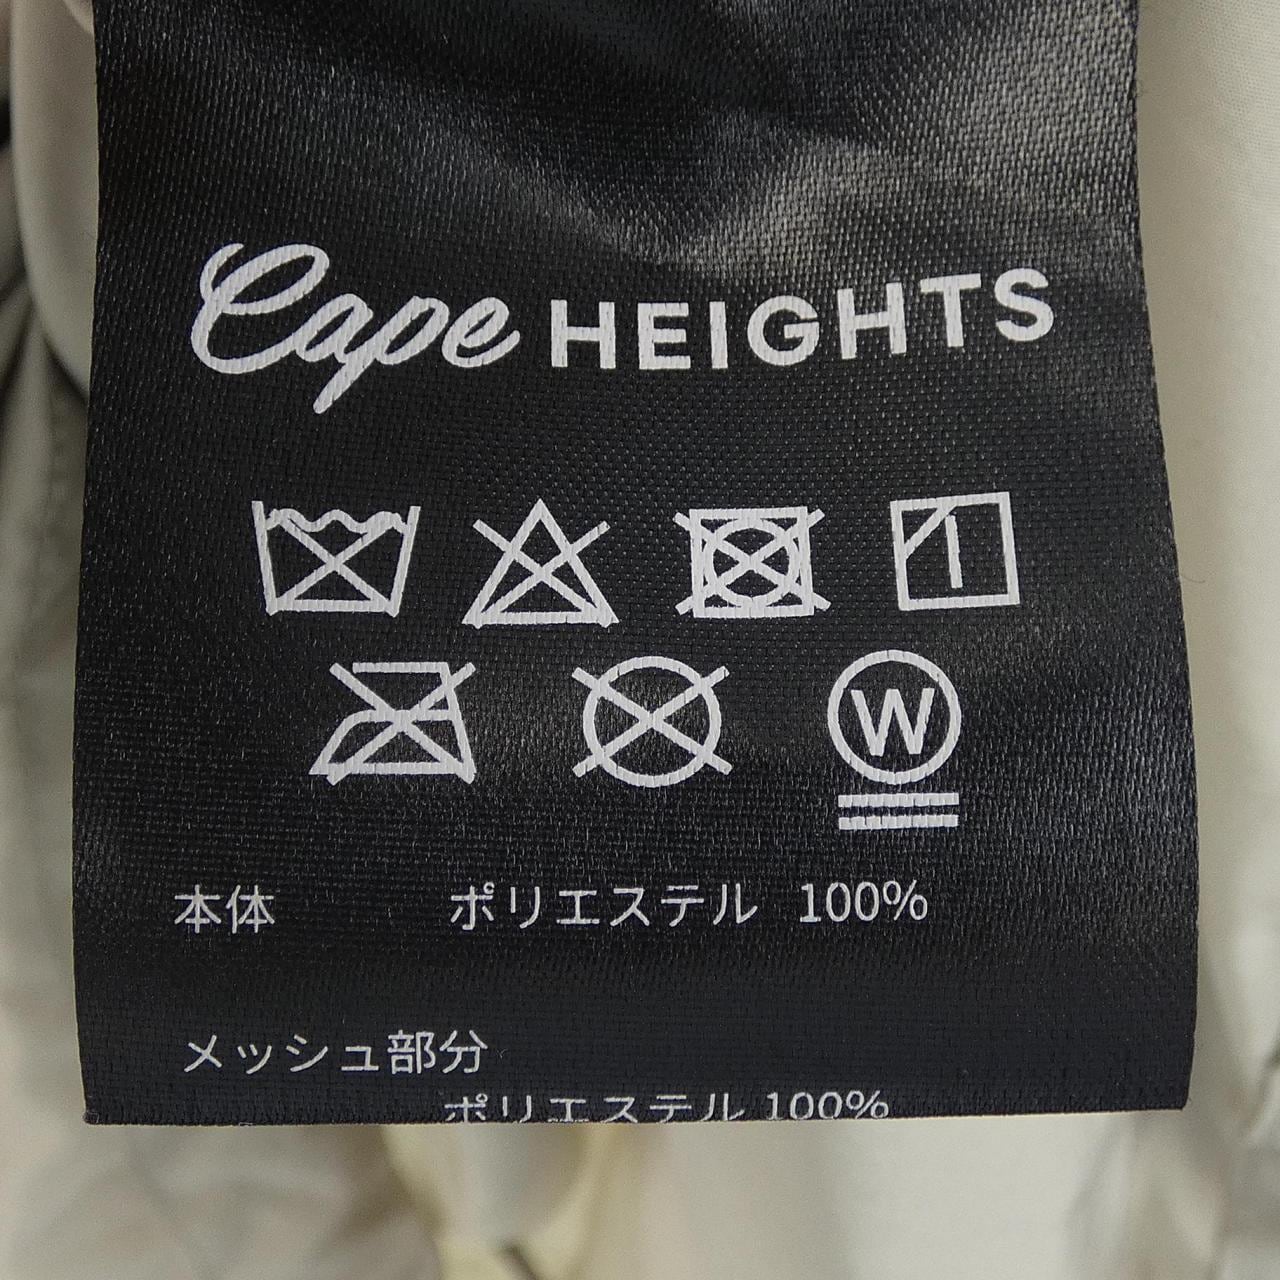 Cape HEIGHTS
W
本体 ポリエステル 100%
メッシュ部分
ポリエステル 100%